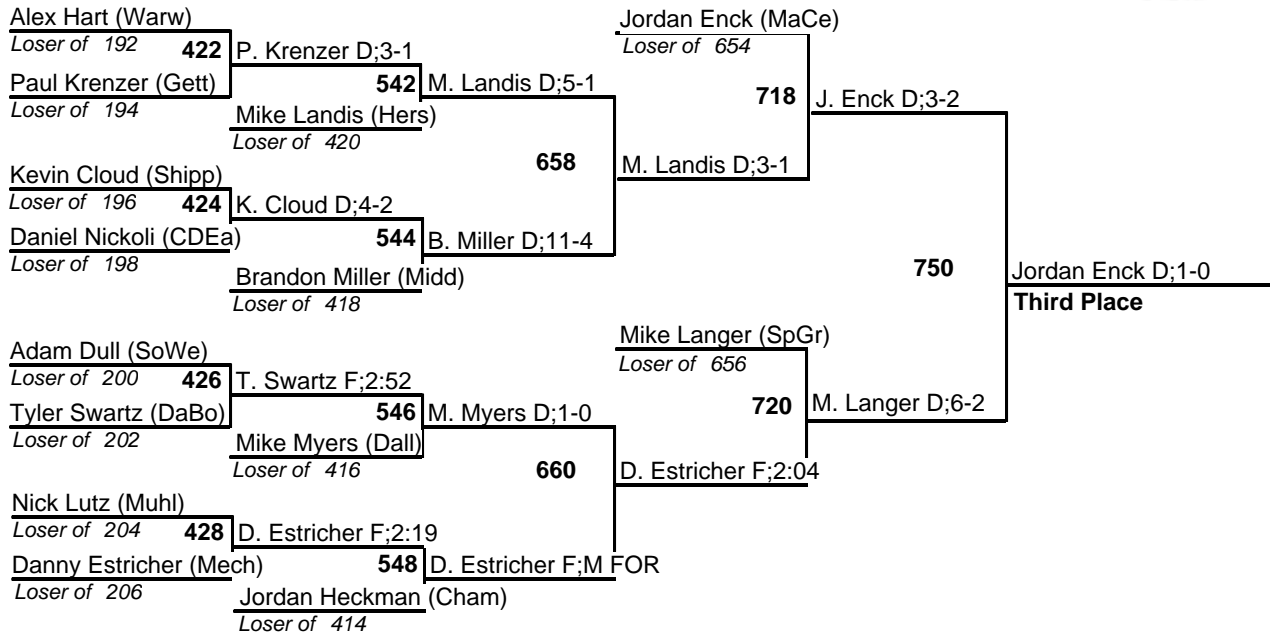 Alex Hart (Warw)
Loser of 192
422
P. Krenzer D;3-1
Paul Krenzer (Gett)
Loser of 194
542
M. Landis D;5-1
Mike Landis (Hers)
Loser of 420
Kevin Cloud (Shipp)
Loser of 196
424
K. Cloud D;4-2
Daniel Nickoli (CDEa)
Loser of 198
544
B. Miller D;11-4
Brandon Miller (Midd)
Loser of 418
658
M. Landis D;3-1
Jordan Enck (MaCe)
Loser of 654
718
J. Enck D;3-2
Adam Dull (SoWe)
Loser of 200
426
T. Swartz F;2:52
Tyler Swartz (DaBo)
Loser of 202
546
M. Myers D;1-0
Mike Myers (Dall)
Loser of 416
Nick Lutz (Muhl)
Loser of 204
428
D. Estricher F;2:19
Danny Estricher (Mech)
Loser of 206
548
D. Estricher F;M FOR
Jordan Heckman (Cham)
Loser of 414
660
D. Estricher F;2:04
Mike Langer (SpGr)
Loser of 656
720
M. Langer D;6-2
750
Jordan Enck D;1-0
Third Place